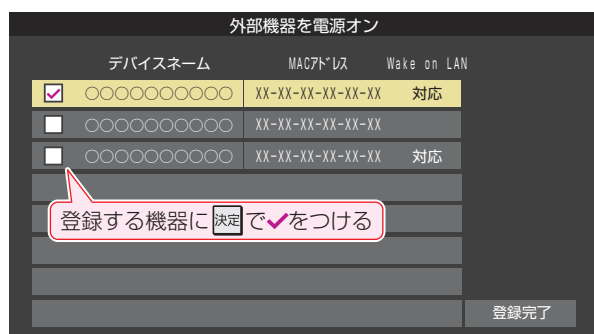 外部機器を電源オン
デバイスネーム MACｱﾄﾞﾚｽ Wake on LAN
○○○○○○○○○○ XX-XX-XX-XX-XX-XX 対応
○○○○○○○○○○ XX-XX-XX-XX-XX-XX
○○○○○○○○○○ XX-XX-XX-XX-XX-XX 対応
登録する機器に 決定 で✓をつける
登録完了